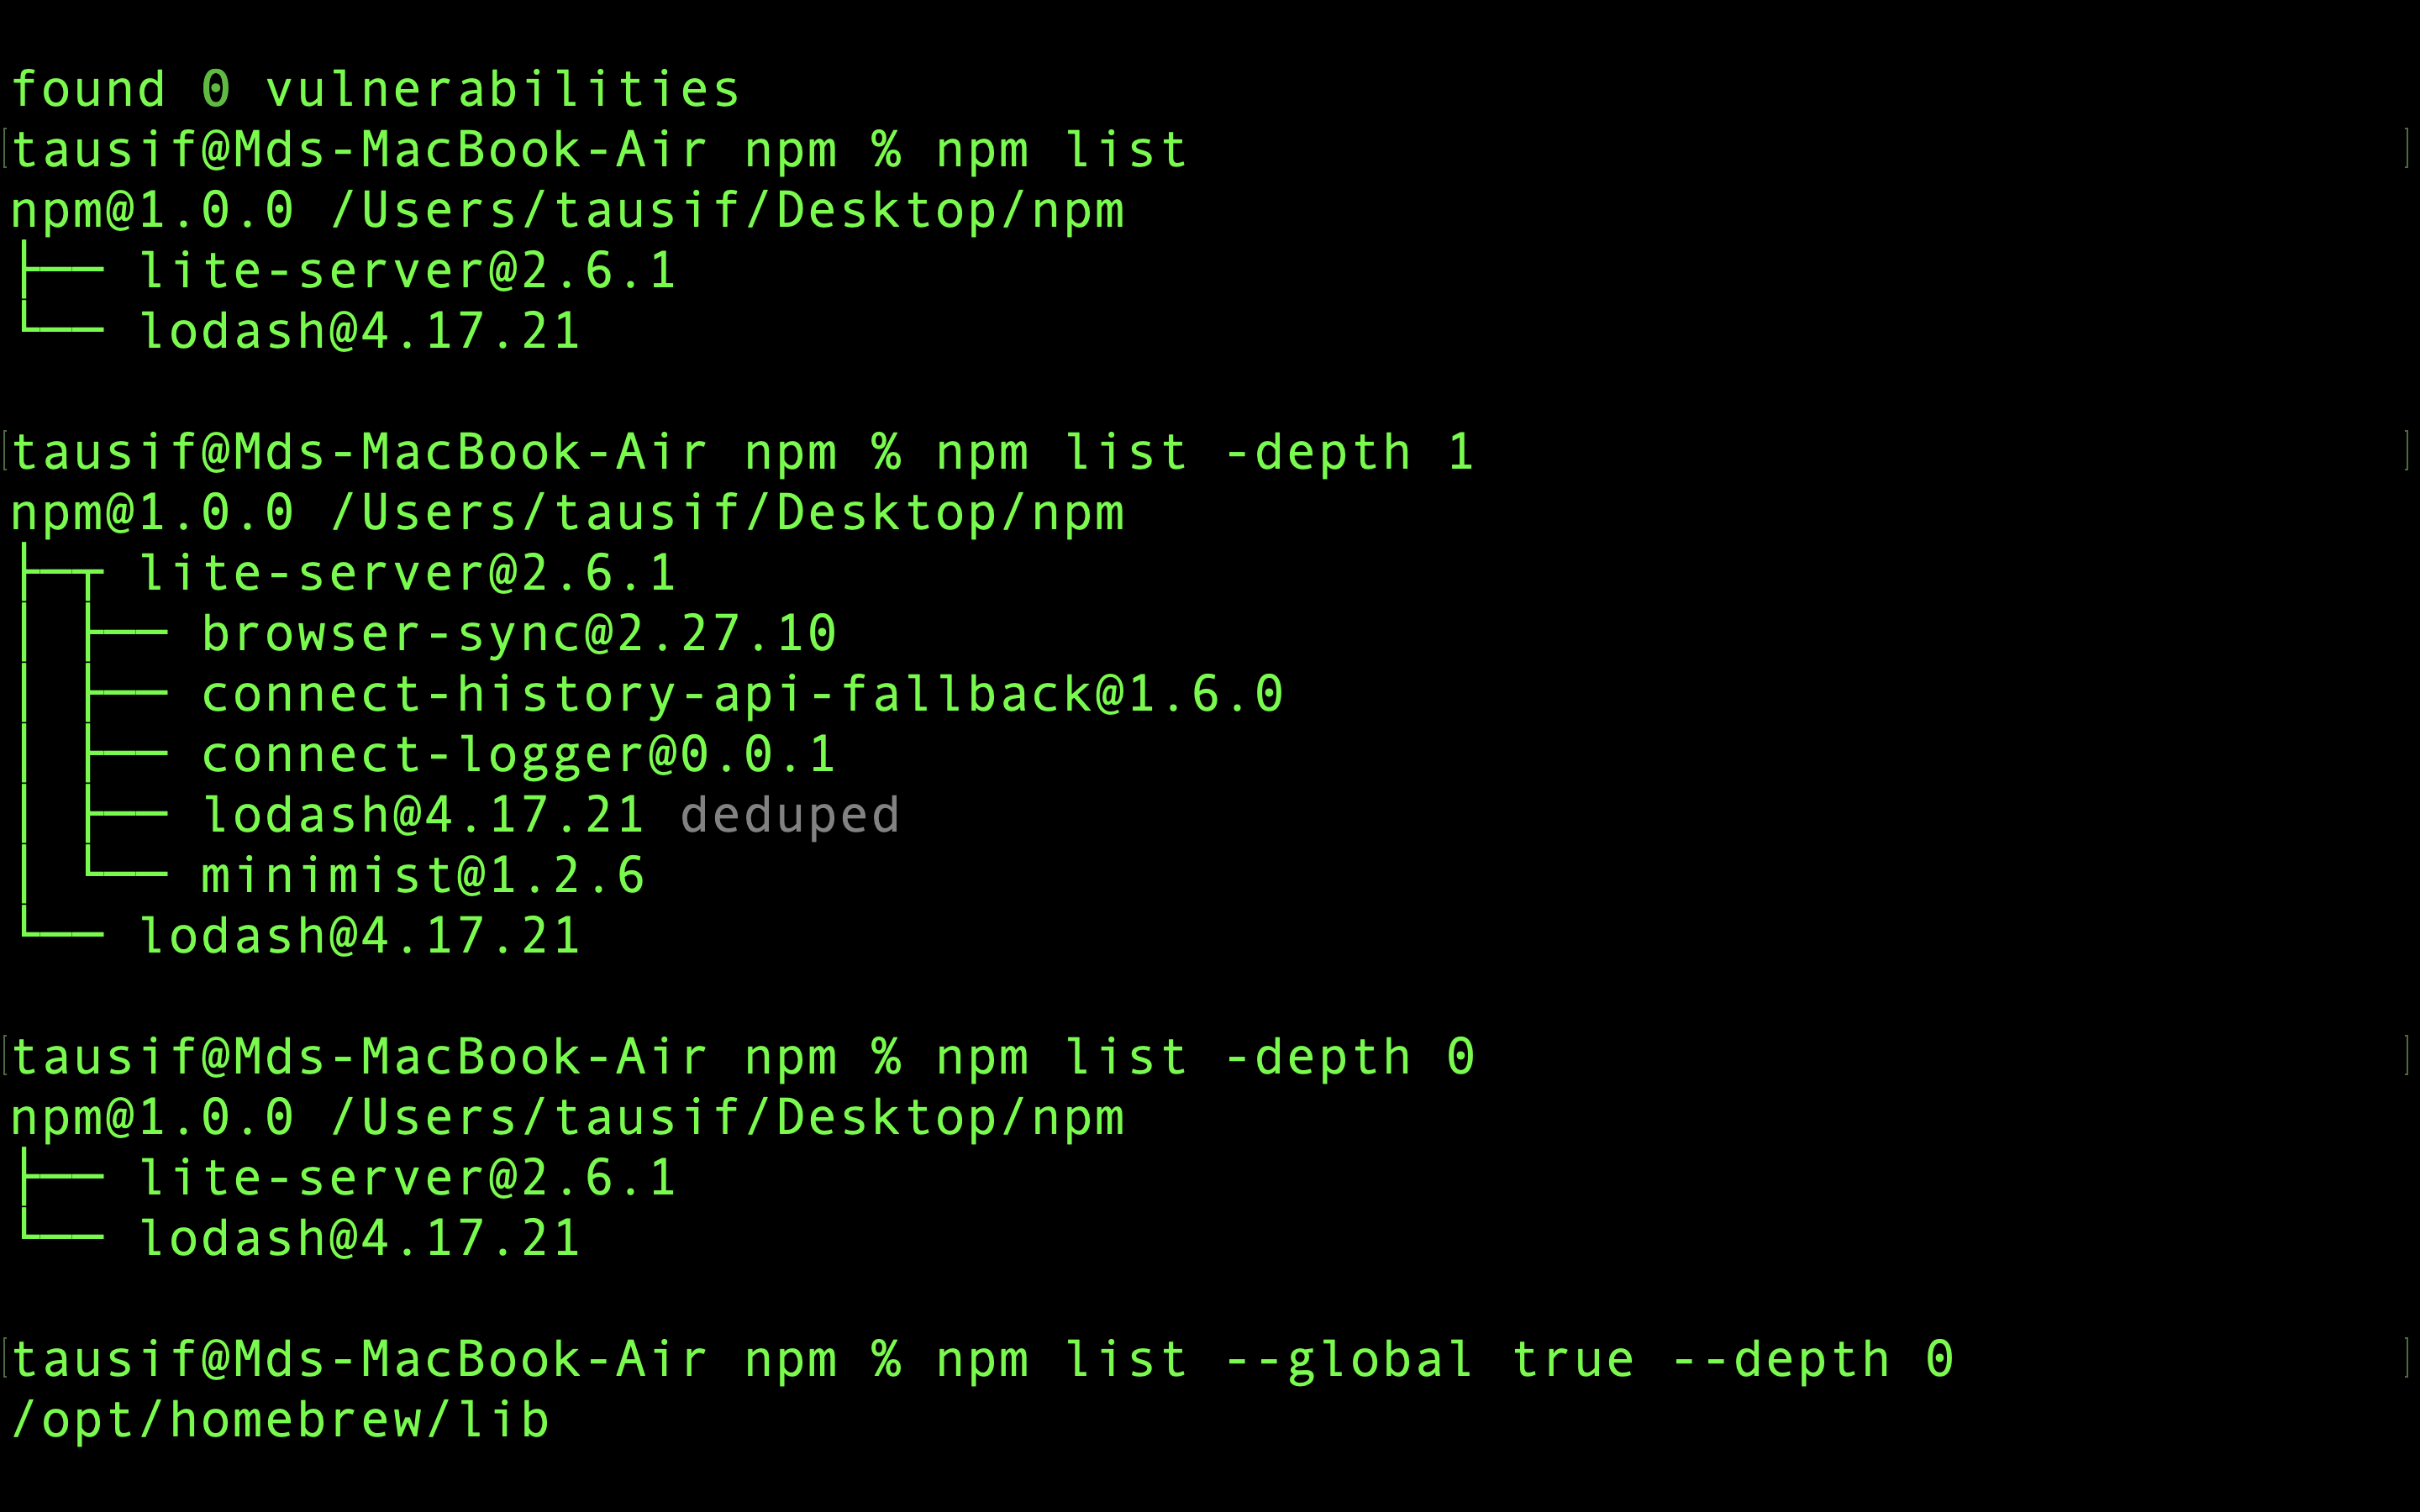 found 0 vulnerabilities
[tausif@Mds-MacBook-Air npm % npm list ]
npm@1.0.0 /Users/tausif/Desktop/npm
├── lite-server@2.6.1
└── lodash@4.17.21

[tausif@Mds-MacBook-Air npm % npm list -depth 1 ]
npm@1.0.0 /Users/tausif/Desktop/npm
├─┬ lite-server@2.6.1
│ ├── browser-sync@2.27.10
│ ├── connect-history-api-fallback@1.6.0
│ ├── connect-logger@0.0.1
│ ├── lodash@4.17.21 deduped
│ └── minimist@1.2.6
└── lodash@4.17.21

[tausif@Mds-MacBook-Air npm % npm list -depth 0 ]
npm@1.0.0 /Users/tausif/Desktop/npm
├── lite-server@2.6.1
└── lodash@4.17.21

[tausif@Mds-MacBook-Air npm % npm list --global true --depth 0 ]
/opt/homebrew/lib